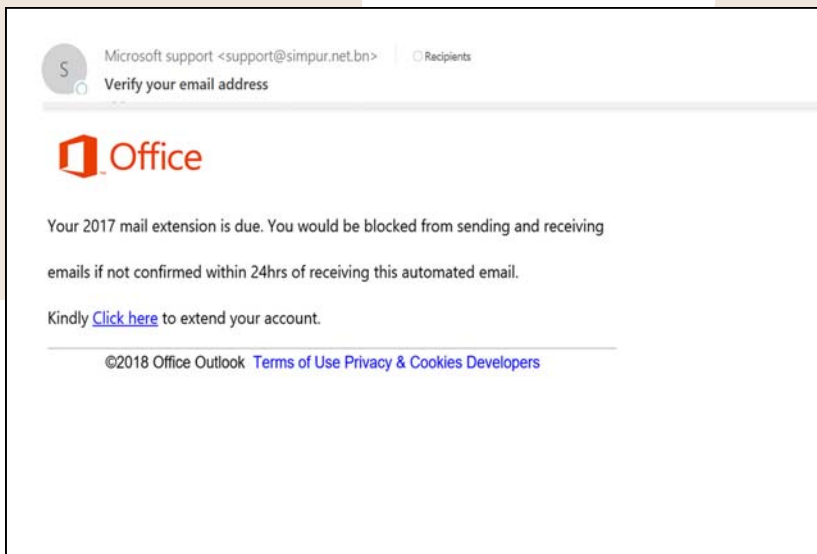 S
Microsoft support <support@simpur.net.bn> Recipients
Verify your email address
Office
Your 2017 mail extension is due. You would be blocked from sending and receiving
emails if not confirmed within 24hrs of receiving this automated email.
Kindly Click here to extend your account.
©2018 Office Outlook Terms of Use Privacy & Cookies Developers